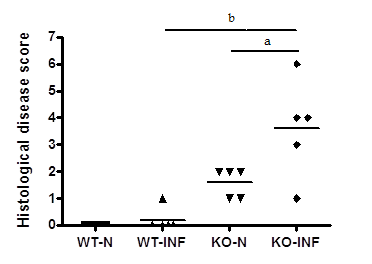 b
a
Histological disease score
7
6
5
4
3
2
1
0
WT-N WT-INF KO-N KO-INF